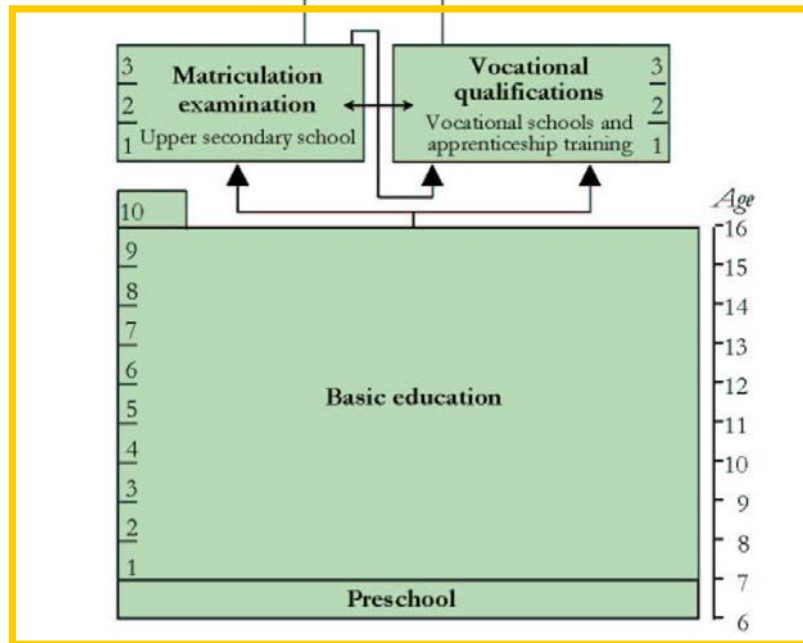 3
2
1
Matriculation
examination
Upper secondary school
Vocational
qualifications
Vocational schools and
apprenticeship training
3
2
1
10
9
8
7
6
5
4
3
2
1
Basic education
Preschool
Age
16
15
14
13
12
11
10
9
8
7
6